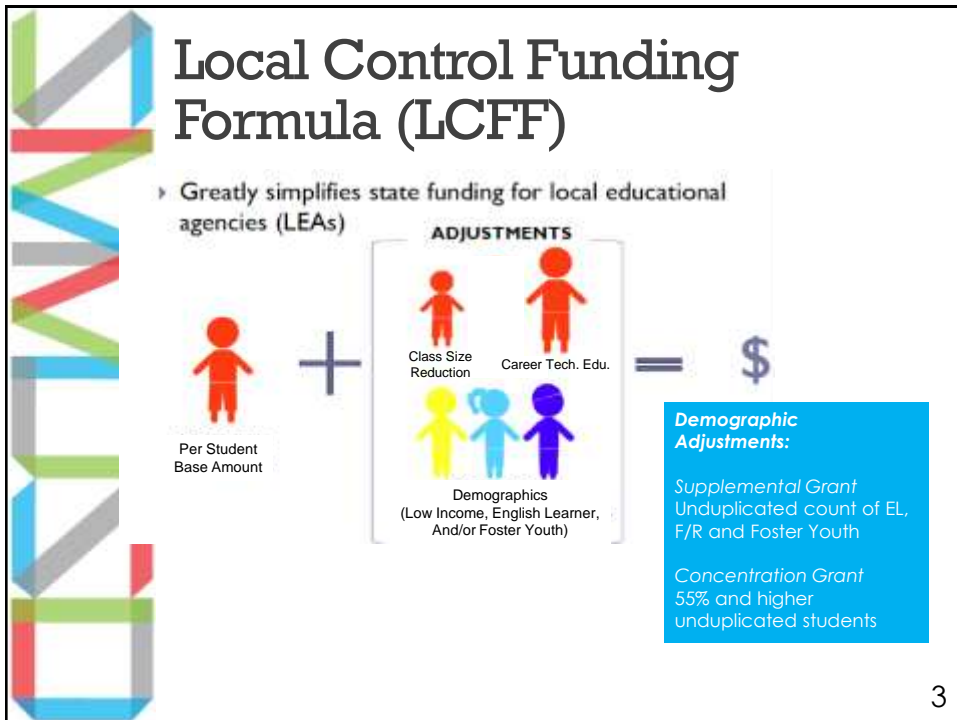 Local Control Funding
Formula (LCFF)
Greatly simplifies state funding for local educational
agencies (LEAs)
ADJUSTMENTS
Class Size
Reduction
Career Tech. Edu.
+
=
$
Per Student
Base Amount
Demographics
(Low Income, English Learner,
And/or Foster Youth)
Demographic
Adjustments:
Supplemental Grant
Unduplicated count of EL,
F/R and Foster Youth
Concentration Grant
55% and higher
unduplicated students
3